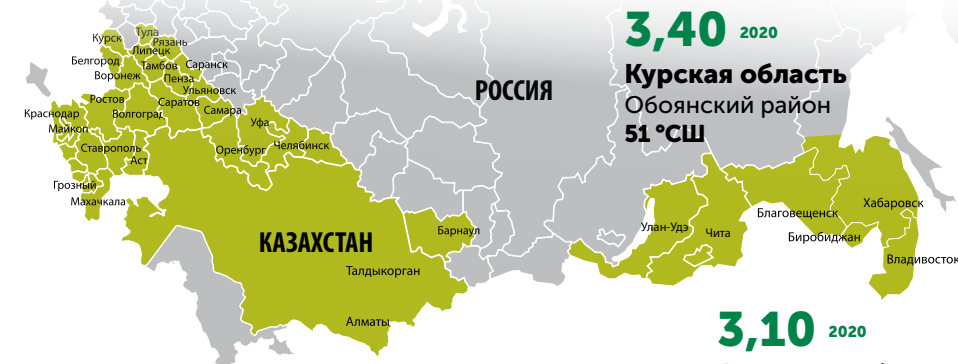 3,40 2020
Курская область
Обоянский район
51 °СШ
РОССИЯ
КАЗАХСТАН
Курск
Тула
Рязань
Липецк
Белгород
Тамбов
Саранск
Воронеж
Пенза
Ульяновск
Ростов
Саратов
Краснодар
Волгоград
Самара
Уфа
Майкоп
Ставрополь
Оренбург
Челябинск
Аст
Грозный
Махачкала
Барнаул
Талдыкорган
Алматы
Улан-Удэ
Чита
Благовещенск
Хабаровск
Биробиджан
Владивосток
3,10 2020